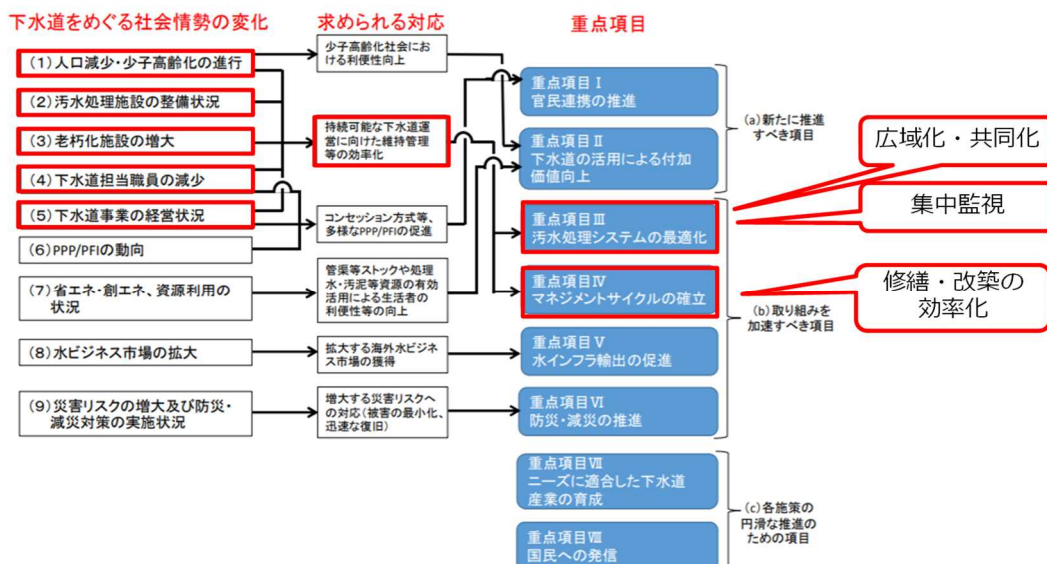 下水道をめぐる社会情勢の変化
求められる対応
重点項目
(1)人口減少・少子高齢化の進行
(2)汚水処理施設の整備状況
(3)老朽化施設の増大
(4)下水道担当職員の減少
(5)下水道事業の経営状況
(6)PPP/PFIの動向
(7)省エネ・創エネ、資源利用の
状況
(8)水ビジネス市場の拡大
(9)災害リスクの増大及び防災・
減災対策の実施状況
少子高齢化社会にお
ける利便性向上
持続可能な下水道運
営に向けた維持管理
等の効率化
コンセッション方式等、
多様なPPP/PFIの促進
管渠等ストックや処理
水・汚泥等資源の有効
活用による生活者の
利便性等の向上
拡大する海外水ビジネ
ス市場の獲得
増大する災害リスクへ
の対応(被害の最小化、
迅速な復旧)
重点項目Ⅰ
官民連携の推進
重点項目Ⅱ
下水道の活用による付加
価値向上
重点項目Ⅲ
汚水処理システムの最適化
重点項目Ⅳ
マネジメントサイクルの確立
重点項目Ⅴ
水インフラ輸出の促進
重点項目Ⅵ
防災・減災の推進
重点項目Ⅶ
ニーズに適合した下水道
産業の育成
重点項目Ⅷ
国民への発信
(a)新たに推進
すべき項目
(b)取り組みを
加速すべき項目
(c)各施策の
円滑な推進の
ための項目
広域化・共同化
集中監視
修繕・改築の
効率化